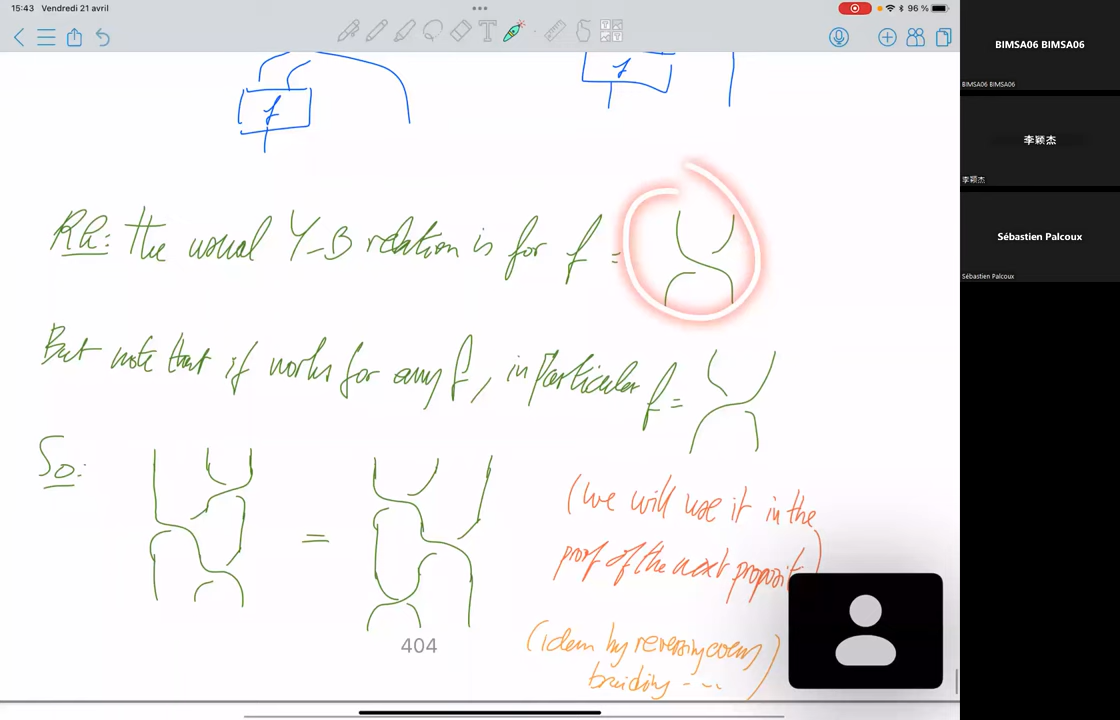 15:43 Vendredi 21 avril
96 %
BIMSA06 BIMSA06
BIMSA06 BIMSA06
李颖杰
李颖杰
Sébastien Palcoux
Sébastien Palcoux
f
f
Rk: the usual Y-B relation is for f =
But note that it works for any f, in particular f =
So:
=
(we will use it in the
proof of the next proposit
)
(idem by reversing every
braiding ---)
404